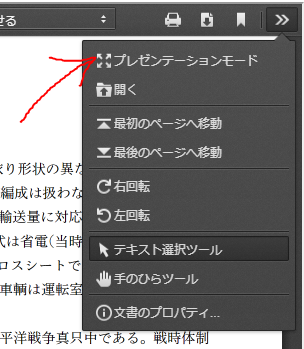 せる
プレゼンテーションモード
開く
最初のページへ移動
最後のページへ移動
右回転
左回転
テキスト選択ツール
手のひらツール
文書のプロパティ...
り形状の異な
編成は扱わな
輸送量に対応
式は省電(当時
ロスシートで
車輌は運転室
平洋戦争真只中である。戦時体制